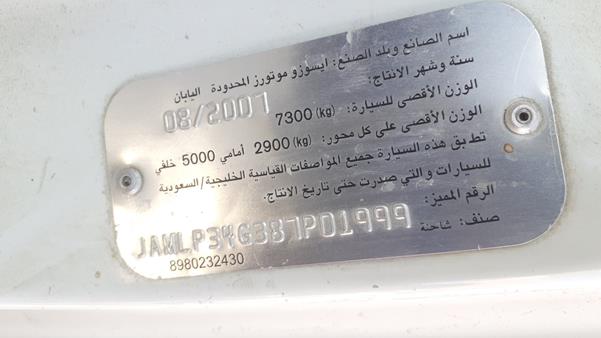 اسم الصانع وبلد الصنع: ايسوزو موتورز المحدودة اليابان
سنة وشهر الانتاج: 08/2007
الوزن الأقصى للسيارة: 7300 (kg)
الوزن الأقصى على كل محور: 2900 (kg) أمامي 5000 خلفي
تطبق هذه السيارة جميع المواصفات القياسية الخليجية/السعودية
للسيارات والتي صدرت حتى تاريخ الانتاج.
الرقم المميز: JAMLP34G387P01999
صنف: شاحنة
8980232430